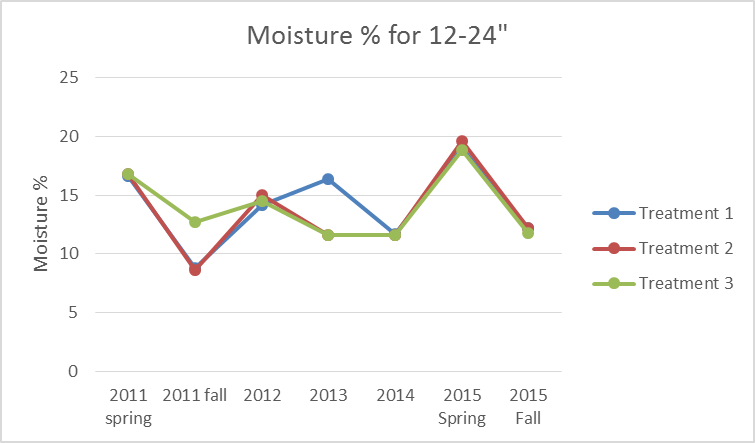 Moisture % for 12-24"
25
20
15
10
5
0
Moisture %
2011 spring
2011 fall
2012
2013
2014
2015 Spring
2015 Fall
Treatment 1
Treatment 2
Treatment 3